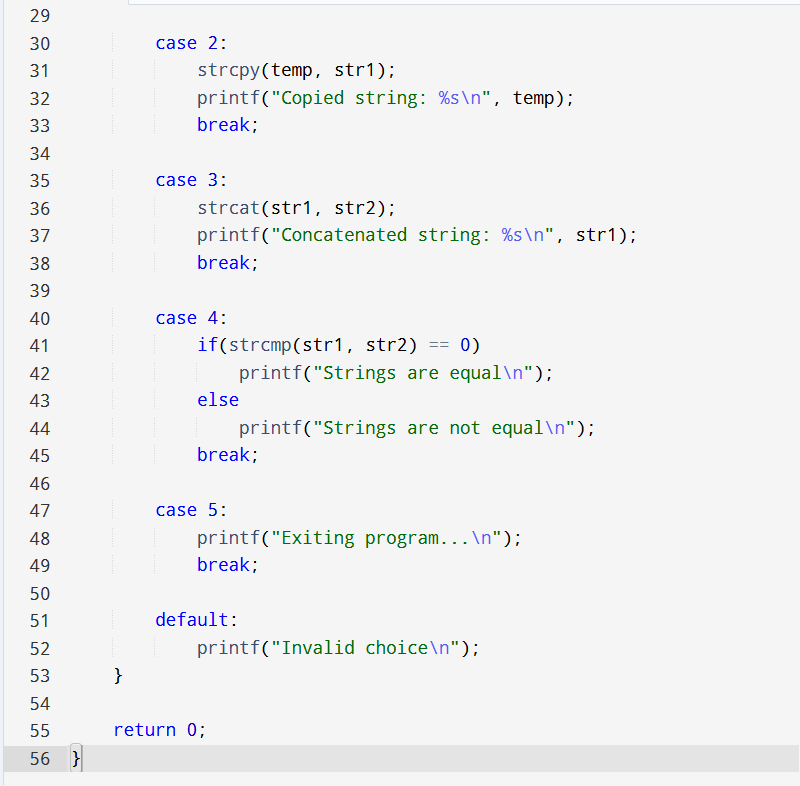 29
30 case 2:
31 strcpy(temp, str1);
32 printf("Copied string: %s\n", temp);
33 break;
34
35 case 3:
36 strcat(str1, str2);
37 printf("Concatenated string: %s\n", str1);
38 break;
39
40 case 4:
41 if(strcmp(str1, str2) == 0)
42 printf("Strings are equal\n");
43 else
44 printf("Strings are not equal\n");
45 break;
46
47 case 5:
48 printf("Exiting program...\n");
49 break;
50
51 default:
52 printf("Invalid choice\n");
53 }
54
55 return 0;
56 }